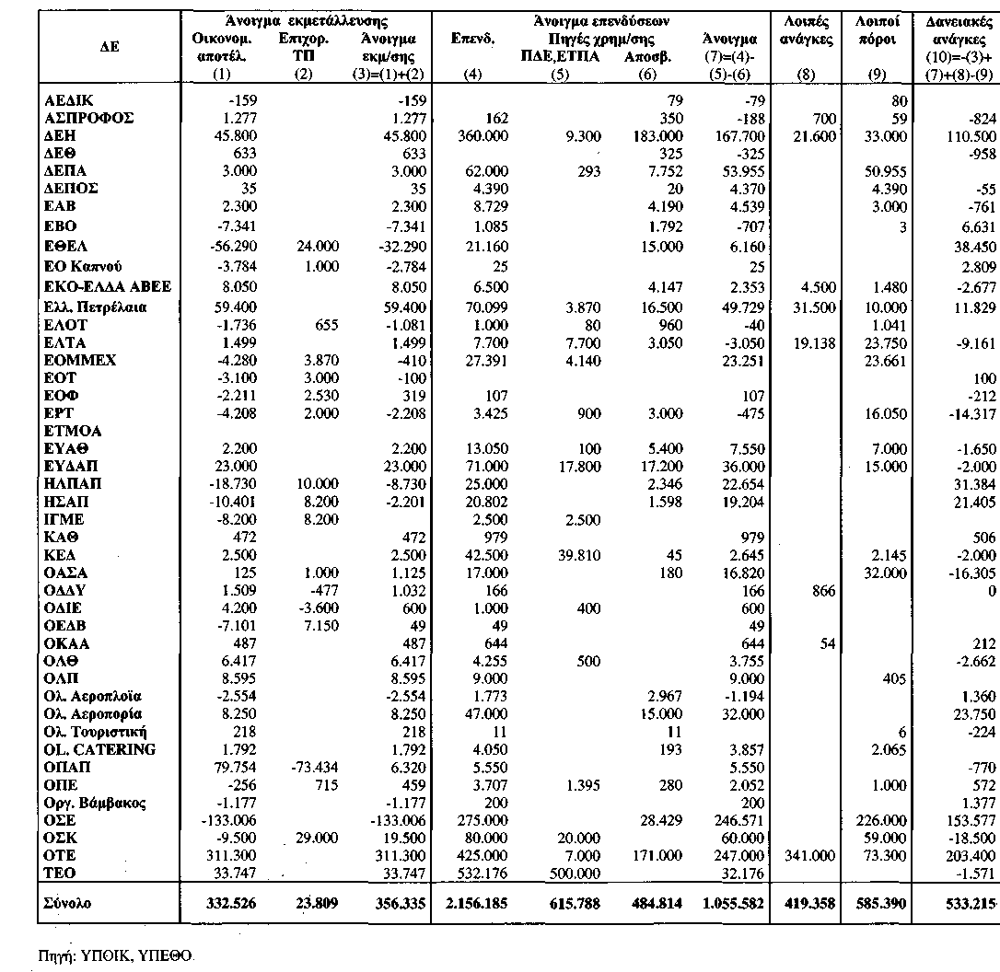 Άνοιγμα εκμετάλλευσης Άνοιγμα επενδύσεων Λοιπές Λοιποί Δανειακές
ΔΕ Οικονομ. Επιχορ. Άνοιγμα Επενδ. Πηγές χρημ/σης Άνοιγμα ανάγκες πόροι ανάγκες
αποτέλ. ΤΠ εκμ/σης ΠΔΕ,ΕΤΠΑ Αποσβ. (7)=(4)- (10)=-(3)+
(1) (2) (3)=(1)+(2) (4) (5) (6) (5)-(6) (8) (9) (7)+(8)-(9)
ΑΕΔΙΚ -159 -159 79 -79 80
ΑΣΠΡΟΦΟΣ 1.277 1.277 162 350 -188 700 59 -824
ΔΕΗ 45.800 45.800 360.000 9.300 183.000 167.700 21.600 33.000 110.500
ΔΕΘ 633 633 325 -325 -958
ΔΕΠΑ 3.000 3.000 62.000 293 7.752 53.955 50.955
ΔΕΠΟΣ 35 35 4.390 20 4.370 4.390 -55
ΕΑΒ 2.300 2.300 8.729 4.190 4.539 3.000 -761
ΕΒΟ -7.341 -7.341 1.085 1.792 -707 3 6.631
ΕΘΕΛ -56.290 24.000 -32.290 21.160 15.000 6.160 38.450
ΕΟ Καπνού -3.784 1.000 -2.784 25 25 2.809
ΕΚΟ-ΕΛΔΑ ΑΒΕΕ 8.050 8.050 6.500 4.147 2.353 4.500 1.480 -2.677
Ελλ. Πετρέλαια 59.400 59.400 70.099 3.870 16.500 49.729 31.500 10.000 11.829
ΕΛΟΤ -1.736 655 -1.081 1.000 80 960 -40 1.041
ΕΛΤΑ 1.499 1.499 7.700 7.700 3.050 -3.050 19.138 23.750 -9.161
ΕΟΜΜΕΧ -4.280 3.870 -410 27.391 4.140 23.251 23.661
ΕΟΤ -3.100 3.000 -100 100
ΕΟΦ -2.211 2.530 319 107 107 -212
ΕΡΤ -4.208 2.000 -2.208 3.425 900 3.000 -475 16.050 -14.317
ΕΤΜΟΑ
ΕΥΑΘ 2.200 2.200 13.050 100 5.400 7.550 7.000 -1.650
ΕΥΔΑΠ 23.000 23.000 71.000 17.800 17.200 36.000 15.000 -2.000
ΗΛΠΑΠ -18.730 10.000 -8.730 25.000 2.346 22.654 31.384
ΗΣΑΠ -10.401 8.200 -2.201 20.802 1.598 19.204 21.405
ΙΓΜΕ -8.200 8.200 2.500 2.500
ΚΑΘ 472 472 979 979 506
ΚΕΔ 2.500 2.500 42.500 39.810 45 2.645 2.145 -2.000
ΟΑΣΑ 125 1.000 1.125 17.000 180 16.820 32.000 -16.305
ΟΔΔΥ 1.509 -477 1.032 166 166 866 0
ΟΔΙΕ 4.200 -3.600 600 1.000 400 600
ΟΕΔΒ -7.101 7.150 49 49 49
ΟΚΑΑ 487 487 644 644 54 212
ΟΛΘ 6.417 6.417 4.255 500 3.755 -2.662
ΟΛΠ 8.595 8.595 9.000 9.000 405
Ολ. Αεροπλοϊα -2.554 -2.554 1.773 2.967 -1.194 1.360
Ολ. Αεροπορία 8.250 8.250 47.000 15.000 32.000 23.750
Ολ. Τουριστική 218 218 11 11 6 -224
OL. CATERING 1.792 1.792 4.050 193 3.857 2.065
ΟΠΑΠ 79.754 -73.434 6.320 5.550 5.550 -770
ΟΠΕ -256 715 459 3.707 1.395 280 2.052 1.000 572
Οργ. Βάμβακος -1.177 -1.177 200 200 1.377
ΟΣΕ -133.006 -133.006 275.000 28.429 246.571 226.000 153.577
ΟΣΚ -9.500 29.000 19.500 80.000 20.000 60.000 59.000 -18.500
ΟΤΕ 311.300 311.300 425.000 7.000 171.000 247.000 341.000 73.300 203.400
ΤΕΟ 33.747 33.747 532.176 500.000 32.176 -1.571
Σύνολο 332.526 23.809 356.335 2.156.185 615.788 484.814 1.055.582 419.358 585.390 533.215
Πηγή: ΥΠΟΙΚ, ΥΠΕΘΟ.